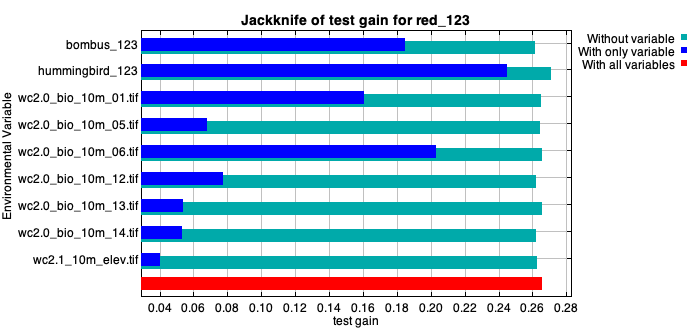 Jackknife of test gain for red_123
Without variable
With only variable
With all variables
Environmental Variable
bombus_123
hummingbird_123
wc2.0_bio_10m_01.tif
wc2.0_bio_10m_05.tif
wc2.0_bio_10m_06.tif
wc2.0_bio_10m_12.tif
wc2.0_bio_10m_13.tif
wc2.0_bio_10m_14.tif
wc2.1_10m_elev.tif
0.04 0.06 0.08 0.10 0.12 0.14 0.16 0.18 0.20 0.22 0.24 0.26 0.28
test gain